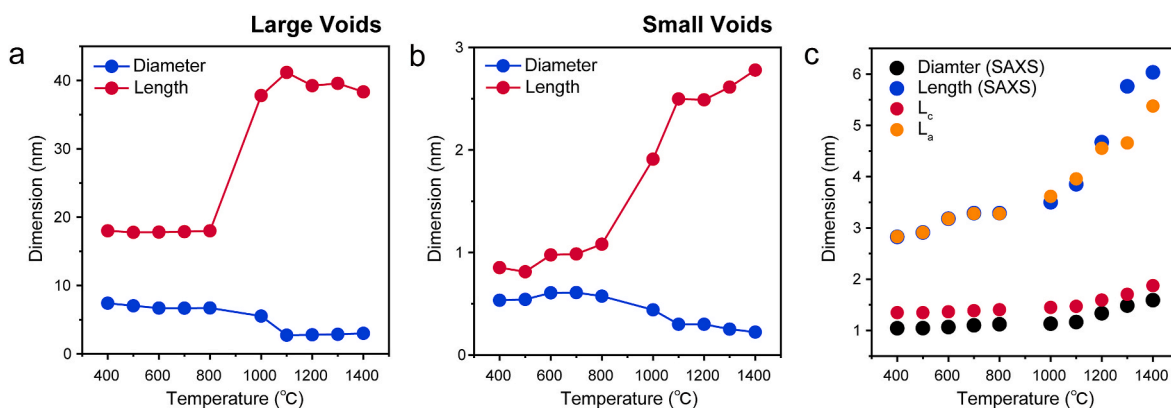 Large Voids
Small Voids
a
Diameter
Length
Dimension (nm)
40
30
20
10
0
400 600 800 1000 1200 1400
Temperature (℃)
b
Diameter
Length
Dimension (nm)
3
2
1
0
400 600 800 1000 1200 1400
Temperature (℃)
c
Diamter (SAXS)
Length (SAXS)
Lc
La
Dimension (nm)
6
5
4
3
2
1
400 600 800 1000 1200 1400
Temperature (℃)